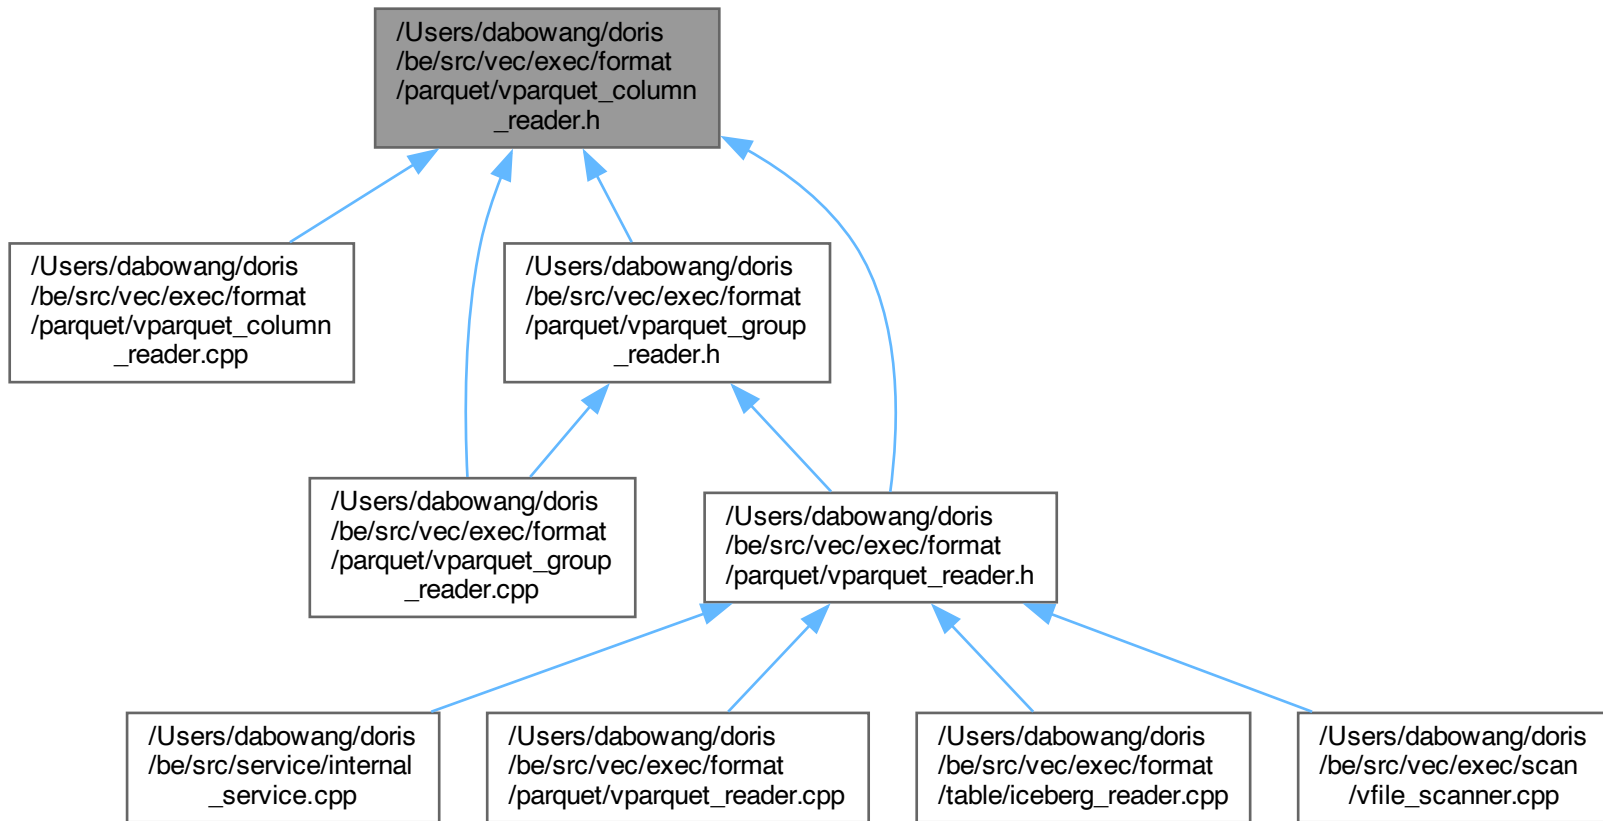 /Users/dabowang/doris
/be/src/vec/exec/format
/parquet/vparquet_column
_reader.h
/Users/dabowang/doris
/be/src/vec/exec/format
/parquet/vparquet_column
_reader.cpp
/Users/dabowang/doris
/be/src/vec/exec/format
/parquet/vparquet_group
_reader.h
/Users/dabowang/doris
/be/src/vec/exec/format
/parquet/vparquet_group
_reader.cpp
/Users/dabowang/doris
/be/src/vec/exec/format
/parquet/vparquet_reader.h
/Users/dabowang/doris
/be/src/service/internal
_service.cpp
/Users/dabowang/doris
/be/src/vec/exec/format
/parquet/vparquet_reader.cpp
/Users/dabowang/doris
/be/src/vec/exec/format
/table/iceberg_reader.cpp
/Users/dabowang/doris
/be/src/vec/exec/scan
/vfile_scanner.cpp